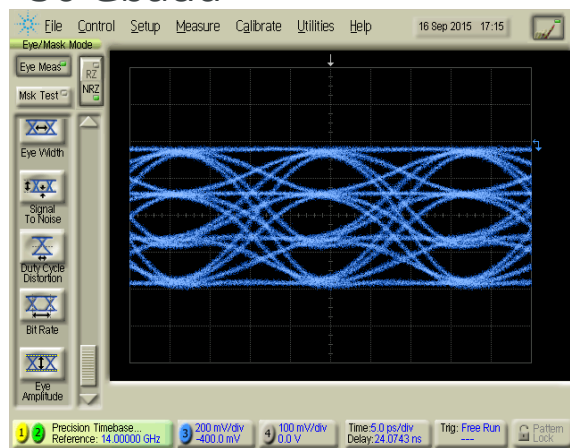 File Control Setup Measure Calibrate Utilities Help 16 Sep 2015 17:15
Eye/Mask Mode
Eye Meas
RZ
NRZ
Msk Test
Eye Width
Signal
To Noise
Duty Cycle
Distortion
Bit Rate
Eye
Amplitude
1 2 Precision Timebase...
Reference: 14.00000 GHz
3 200 mV/div
-400.0 mV
4 100 mV/div
0.0 V
Time:5.0 ps/div
Delay:24.0743 ns
Trig: Free Run
---
Pattern
Lock